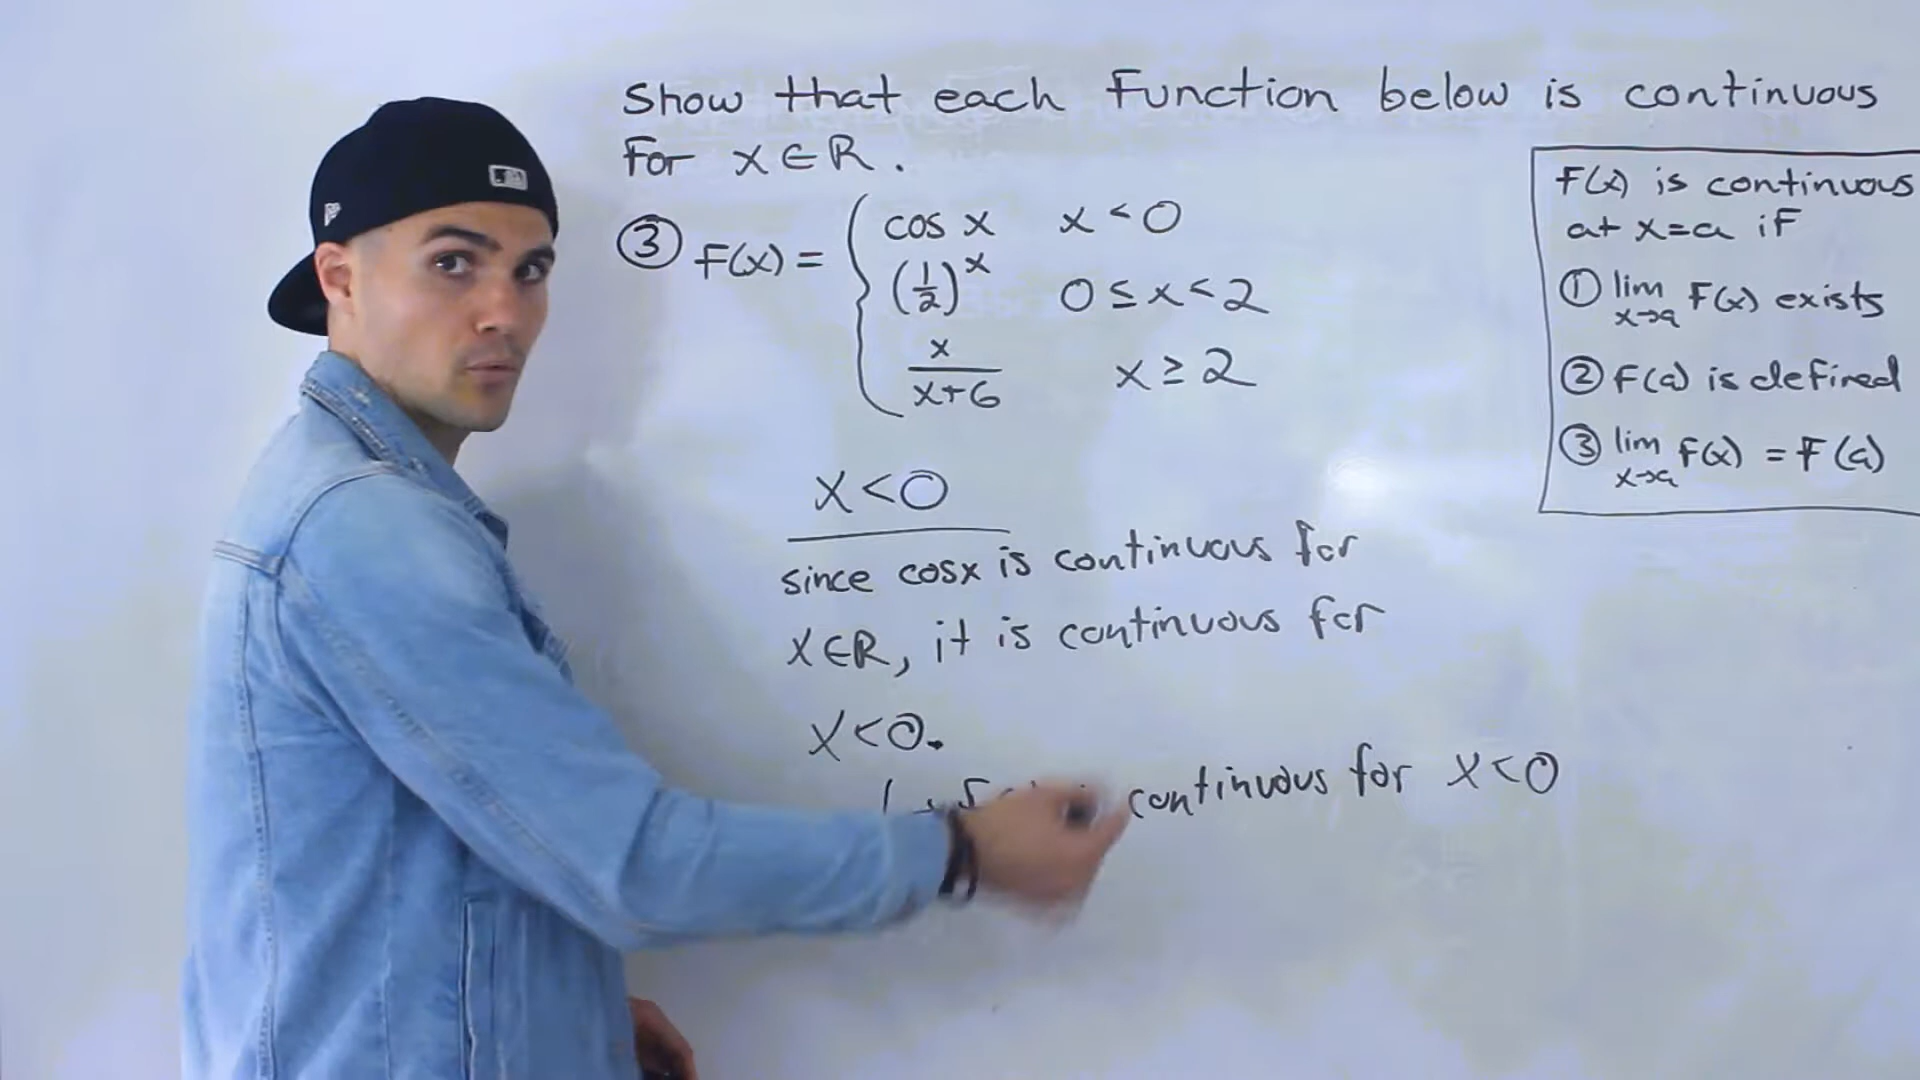 Show that each function below is continuous
for x∈R.
③ F(x) = { cos x x < 0
(1/2)^x 0 ≤ x < 2
x/(x+6) x ≥ 2
F(x) is continuous
at x=a if
① lim x→a F(x) exists
② F(a) is defined
③ lim x→a F(x) = F(a)
x<0
since cosx is continuous for
x∈R, it is continuous for
x<0.
continuous for x<0